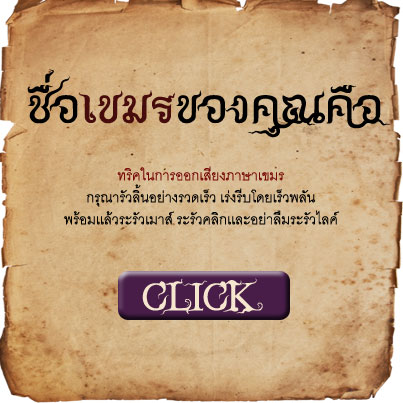 ชื่อเขมรของคุณคือ
ทริคในการออกเสียงภาษาเขมร
กรุณารัวลิ้นอย่างรวดเร็ว เร่งรีบโดยเร็วพลัน
พร้อมแล้วระรัวเมาส์ ระรัวคลิกและอย่าลืมระรัวไลค์
CLICK